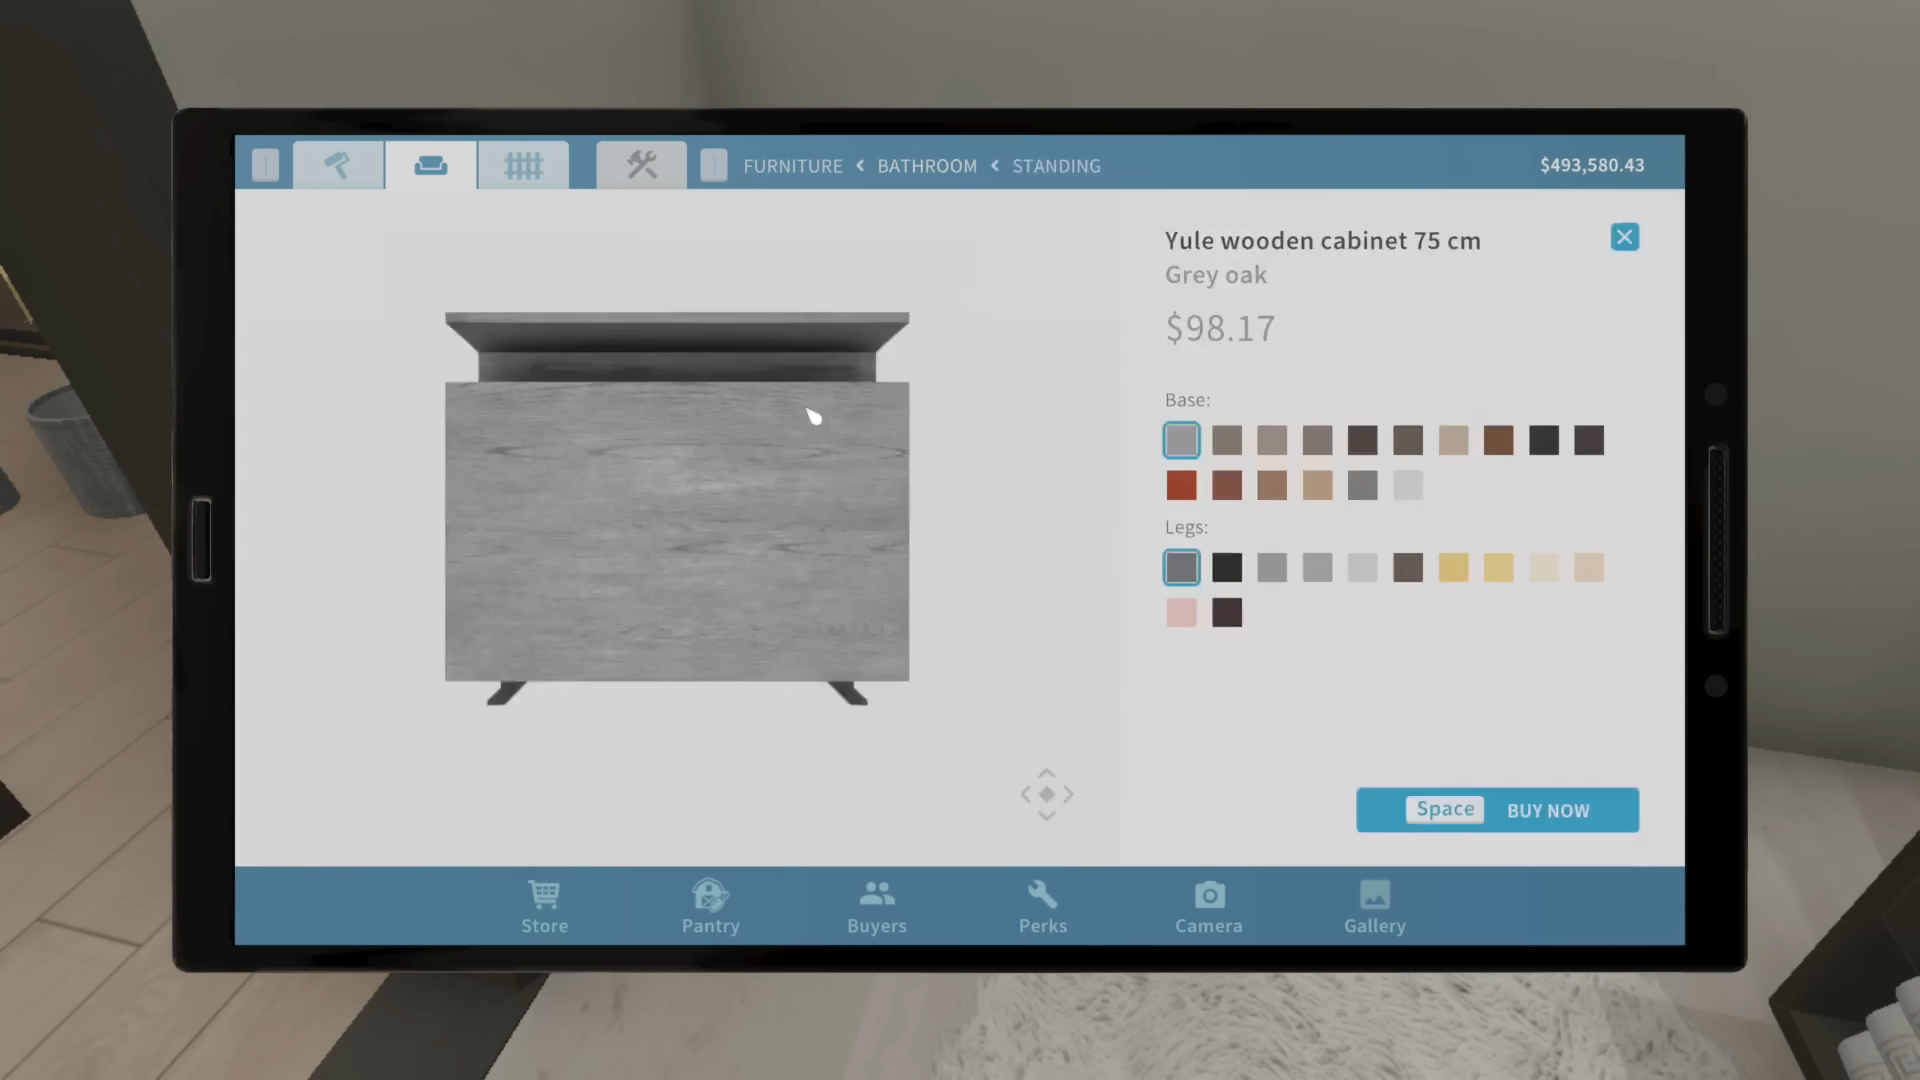 FURNITURE < BATHROOM < STANDING
$493,580.43
Yule wooden cabinet 75 cm
Grey oak
$98.17
Base:
Legs:
Space BUY NOW
Store Pantry Buyers Perks Camera Gallery